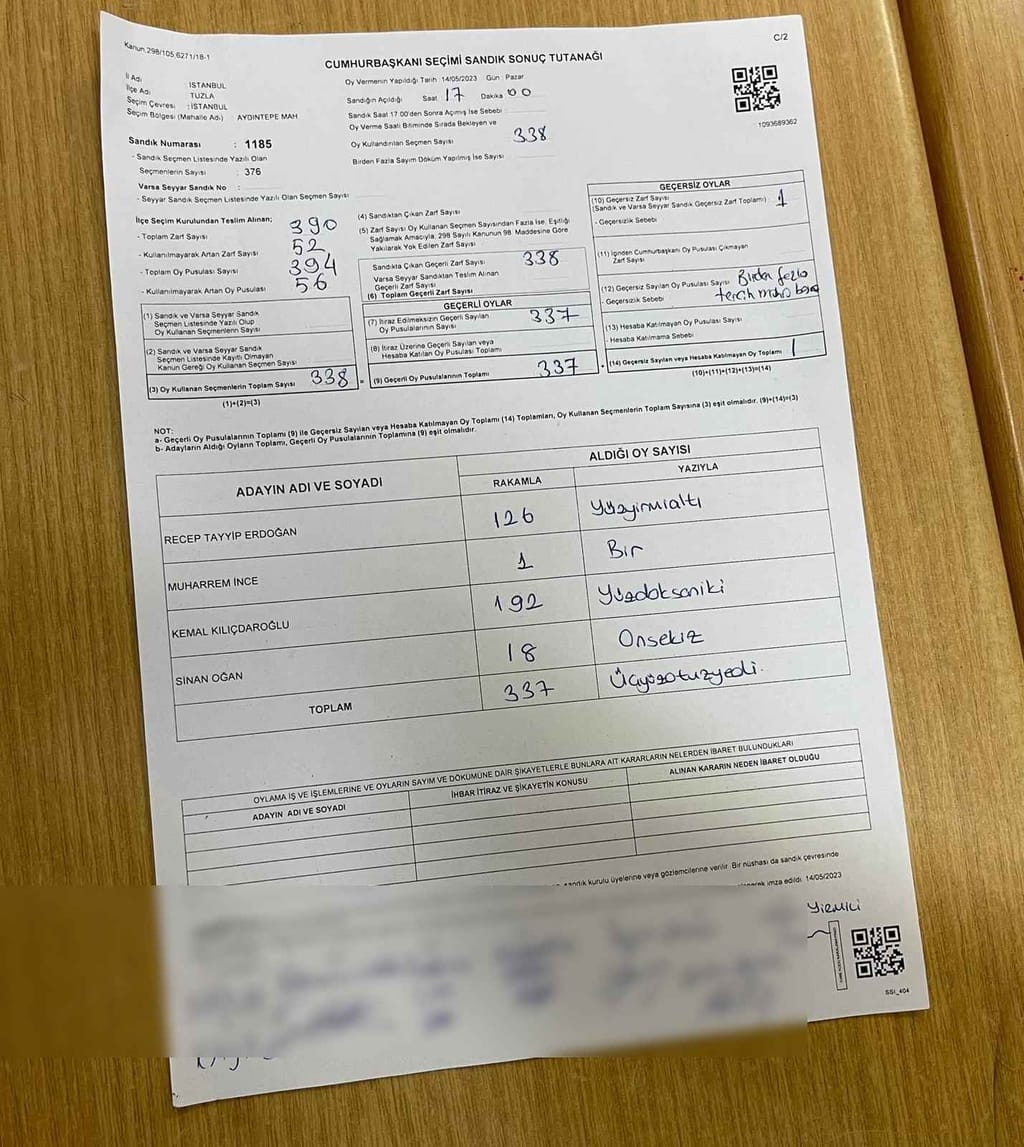 Kanun.298/105,6271/18-1
C/2
CUMHURBAŞKANI SEÇİMİ SANDIK SONUÇ TUTANAĞI
İl Adı : İSTANBUL
İlçe Adı : TUZLA
Seçim Çevresi : İSTANBUL
Seçim Bölgesi (Mahalle Adı) : AYDINTEPE MAH
Oy Vermenin Yapıldığı Tarih :14/05/2023 Gün : Pazar
Sandığın Açıldığı Saat 17 Dakika 00
Sandık Saat 17.00'den Sonra Açılmış İse Sebebi
Oy Verme Saati Bitiminde Sırada Bekleyen ve
Oy Kullandırılan Seçmen Sayısı 338
Birden Fazla Sayım Döküm Yapılmış İse Sayısı
1093689362
Sandık Numarası : 1185
- Sandık Seçmen Listesinde Yazılı Olan
Seçmenlerin Sayısı : 376
Varsa Seyyar Sandık No :
- Seyyar Sandık Seçmen Listesinde Yazılı Olan Seçmen Sayısı
İlçe Seçim Kurulundan Teslim Alınan;
- Toplam Zarf Sayısı 390
- Kullanılmayarak Artan Zarf Sayısı 52
- Toplam Oy Pusulası Sayısı 394
- Kullanılmayarak Artan Oy Pusulası 56
(1) Sandık ve Varsa Seyyar Sandık
Seçmen Listesinde Yazılı Olup
Oy Kullanan Seçmenlerin Sayısı
(2) Sandık ve Varsa Seyyar Sandık
Seçmen Listesinde Kayıtlı Olmayan
Kanun Gereği Oy Kullanan Seçmen Sayısı
(3) Oy Kullanan Seçmenlerin Toplam Sayısı 338
(1)+(2)=(3)
(4) Sandıktan Çıkan Zarf Sayısı
(5) Zarf Sayısı Oy Kullanan Seçmen Sayısından Fazla İse, Eşitliği
Sağlamak Amacıyla, 298 Sayılı Kanunun 98. Maddesine Göre
Yakılarak Yok Edilen Zarf Sayısı
Sandıkta Çıkan Geçerli Zarf Sayısı 338
Varsa Seyyar Sandıktan Teslim Alınan
Geçerli Zarf Sayısı
(6) Toplam Geçerli Zarf Sayısı
GEÇERLİ OYLAR
(7) İtiraz Edilmeksizin Geçerli Sayılan
Oy Pusulalarının Sayısı 337
(8) İtiraz Üzerine Geçerli Sayılan veya
Hesaba Katılan Oy Pusulası Toplamı
= (9) Geçerli Oy Pusulalarının Toplamı 337
GEÇERSİZ OYLAR
(10) Geçersiz Zarf Sayısı
(Sandık ve Varsa Seyyar Sandık Geçersiz Zarf Toplamı) 1
- Geçersizlik Sebebi
(11) İçinden Cumhurbaşkanı Oy Pusulası Çıkmayan
Zarf Sayısı
(12) Geçersiz Sayılan Oy Pusulası Sayısı Birden fazla
- Geçersizlik Sebebi tercih mührü
(13) Hesaba Katılmayan Oy Pusulası Sayısı
- Hesaba Katılmama Sebebi
+ (14) Geçersiz Sayılan veya Hesaba Katılmayan Oy Toplamı 1
(10)+(11)+(12)+(13)=(14)
NOT:
a- Geçerli Oy Pusulalarının Toplamı (9) ile Geçersiz Sayılan veya Hesaba Katılmayan Oy Toplamı (14) Toplamları, Oy Kullanan Seçmenlerin Toplam Sayısına (3) eşit olmalıdır. (9)+(14)=(3)
b- Adayların Aldığı Oyların Toplamı, Geçerli Oy Pusulalarının Toplamına (9) eşit olmalıdır.
ADAYIN ADI VE SOYADI
ALDIĞI OY SAYISI
RAKAMLA YAZIYLA
RECEP TAYYİP ERDOĞAN 126 Yüzyirmialtı
MUHARREM İNCE 1 Bir
KEMAL KILIÇDAROĞLU 192 Yüzdoksaniki
SİNAN OĞAN 18 Onsekiz
TOPLAM 337 Üçyüzotuzyedi.
OYLAMA İŞ VE İŞLEMLERİNE VE OYLARIN SAYIM VE DÖKÜMÜNE DAİR ŞİKAYETLERLE BUNLARA AİT KARARLARIN NELERDEN İBARET BULUNDUKLARI
ADAYIN ADI VE SOYADI İHBAR İTİRAZ VE ŞİKAYETİN KONUSU ALINAN KARARIN NEDEN İBARET OLDUĞU
sandık kurulu üyelerine veya gözlemcilerine verilir. Bir nüshası da sandık çevresinde
imza edildi. 14/05/2023
SSI_404